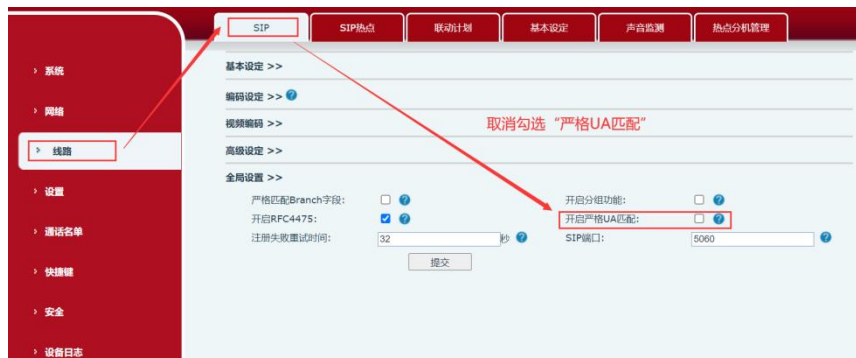 SIP
SIP热点
联动计划
基本设定
声音监测
热点分机管理
› 系统
› 网络
› 线路
› 设置
› 通话名单
› 快捷键
› 安全
› 设备日志
基本设定 >>
编码设定 >> ?
视频编码 >>
取消勾选“严格UA匹配”
高级设定 >>
全局设置 >>
严格匹配Branch字段: ? 开启分组功能: ?
开启RFC4475: ? 开启严格UA匹配: ?
注册失败重试时间: 32 秒 ? SIP端口: 5060 ?
提交